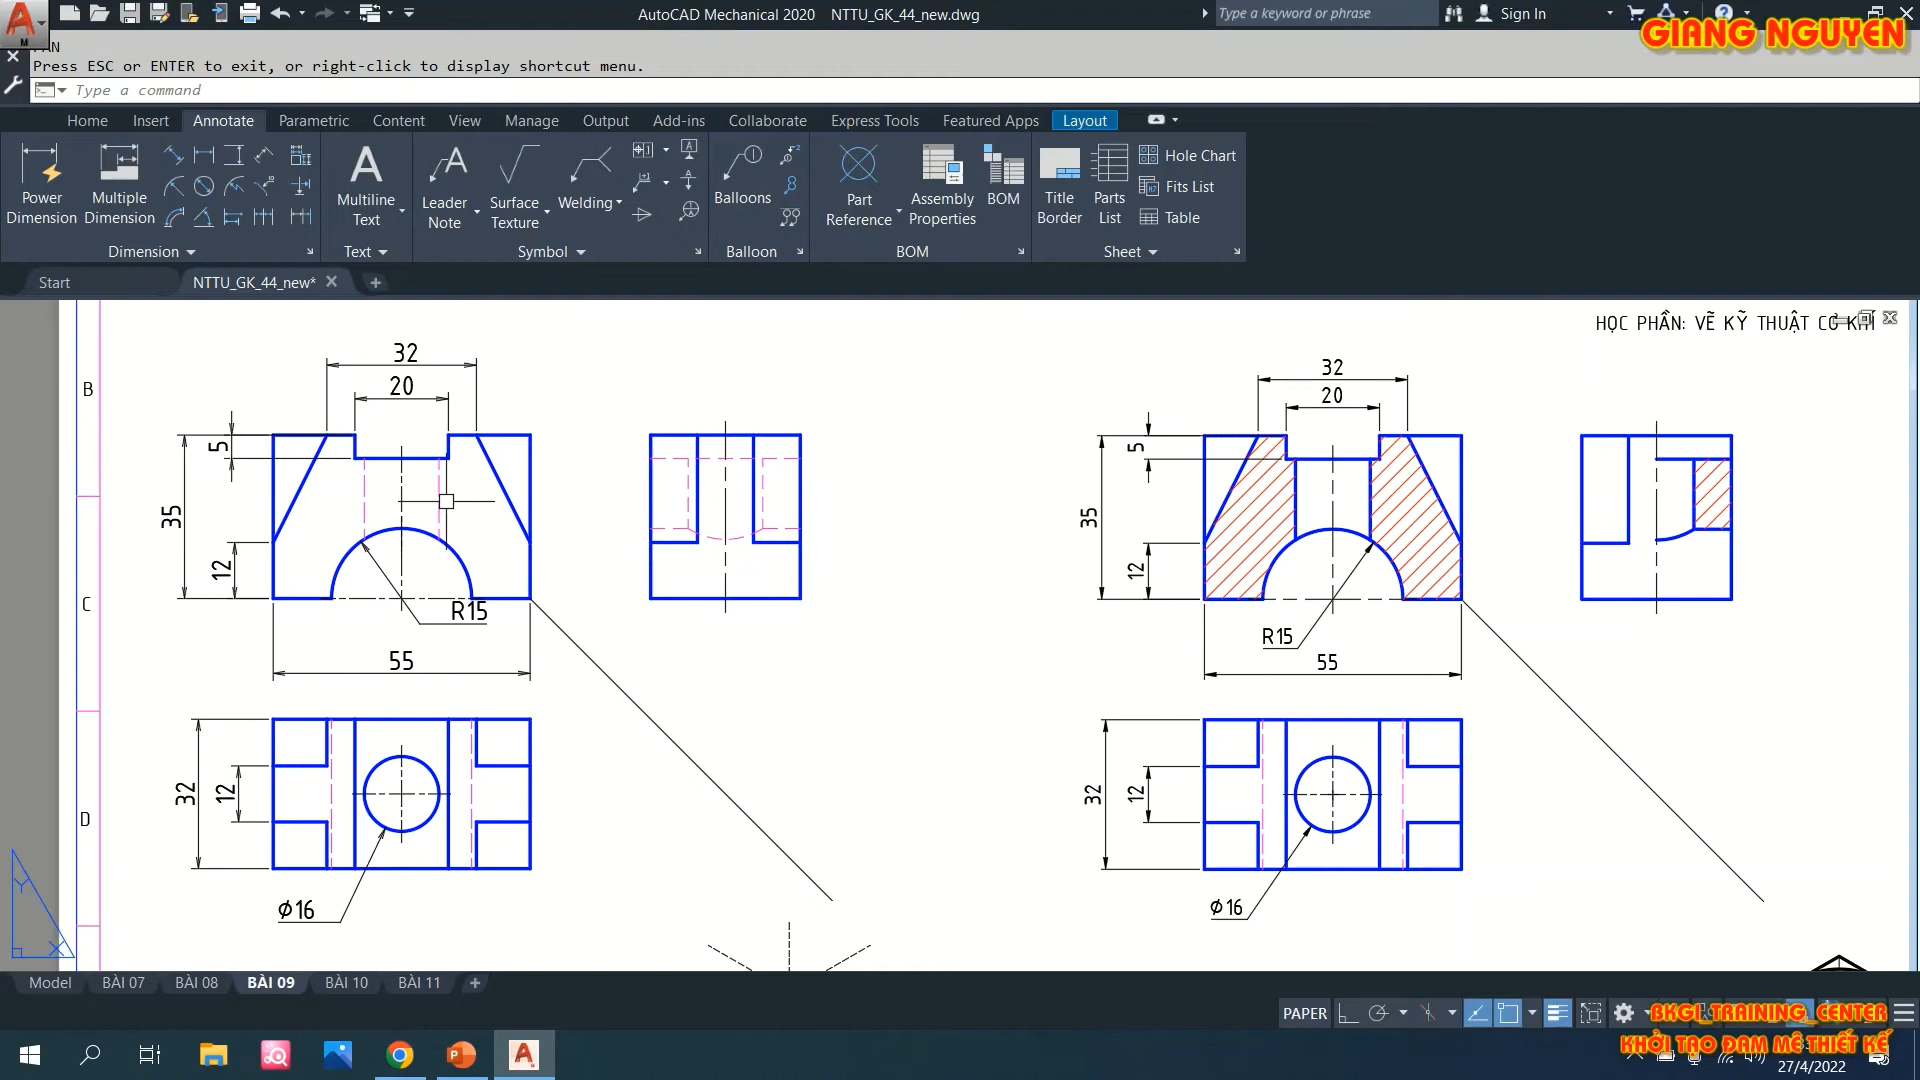 AutoCAD Mechanical 2020 NTTU_GK_44_new.dwg
Type a keyword or phrase
Sign In
GIANG NGUYEN
Press ESC or ENTER to exit, or right-click to display shortcut menu.
Type a command
Home Insert Annotate Parametric Content View Manage Output Add-ins Collaborate Express Tools Featured Apps Layout
Power Dimension
Multiple Dimension
Multiline Text
Leader Note
Surface Texture
Welding
Balloons
Part Reference
Assembly Properties
BOM
Title Border
Parts List
Hole Chart
Fits List
Table
Dimension Text Symbol Balloon BOM Sheet
Start NTTU_GK_44_new*
HỌC PHẦN: VẼ KỸ THUẬT CƠ KHÍ
B
C
D
32
20
5
35
12
R15
55
32
12
Φ16
32
20
5
35
12
R15
55
32
12
Φ16
Y
X
Model BÀI 07 BÀI 08 BÀI 09 BÀI 10 BÀI 11
PAPER
BKGI_TRAINING_CENTER
KHỞI TẠO ĐAM MÊ THIẾT KẾ
27/4/2022